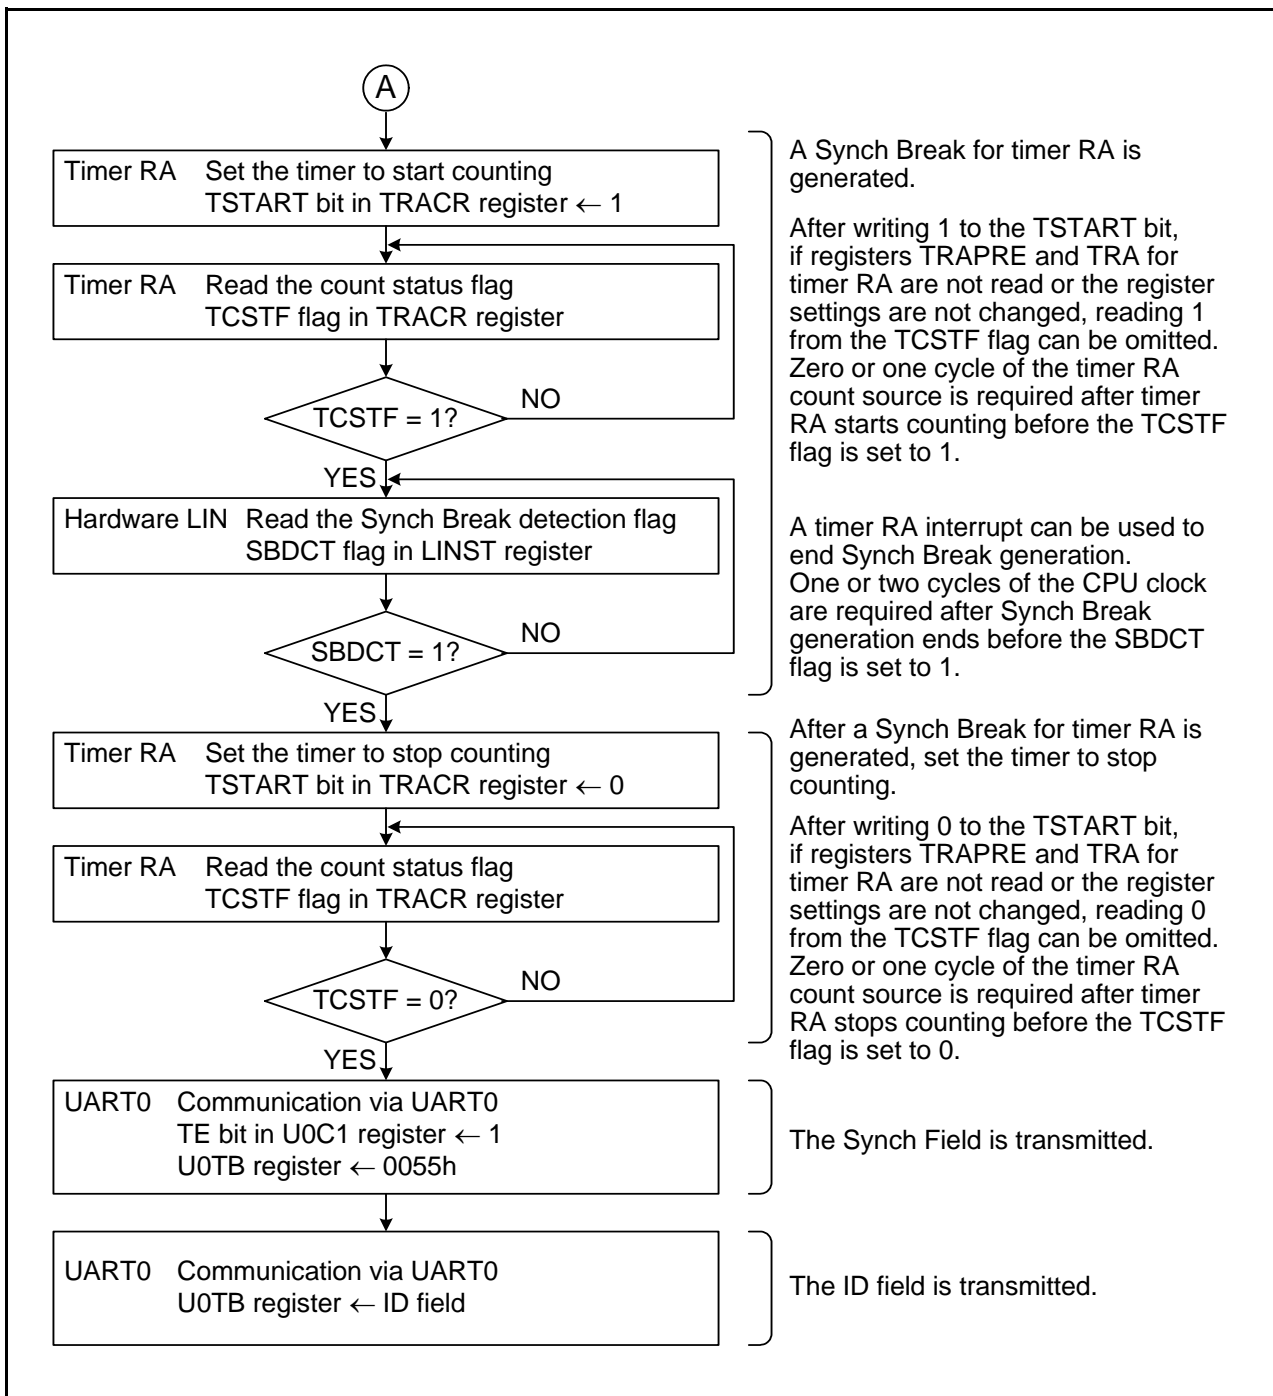 A
Timer RA Set the timer to start counting
TSTART bit in TRACR register ← 1
Timer RA Read the count status flag
TCSTF flag in TRACR register
TCSTF = 1?
NO
YES
Hardware LIN Read the Synch Break detection flag
SBDCT flag in LINST register
SBDCT = 1?
NO
YES
A Synch Break for timer RA is
generated.
After writing 1 to the TSTART bit,
if registers TRAPRE and TRA for
timer RA are not read or the register
settings are not changed, reading 1
from the TCSTF flag can be omitted.
Zero or one cycle of the timer RA
count source is required after timer
RA starts counting before the TCSTF
flag is set to 1.
A timer RA interrupt can be used to
end Synch Break generation.
One or two cycles of the CPU clock
are required after Synch Break
generation ends before the SBDCT
flag is set to 1.
Timer RA Set the timer to stop counting
TSTART bit in TRACR register ← 0
Timer RA Read the count status flag
TCSTF flag in TRACR register
TCSTF = 0?
NO
YES
After a Synch Break for timer RA is
generated, set the timer to stop
counting.
After writing 0 to the TSTART bit,
if registers TRAPRE and TRA for
timer RA are not read or the register
settings are not changed, reading 0
from the TCSTF flag can be omitted.
Zero or one cycle of the timer RA
count source is required after timer
RA stops counting before the TCSTF
flag is set to 0.
UART0 Communication via UART0
TE bit in U0C1 register ← 1
U0TB register ← 0055h
The Synch Field is transmitted.
UART0 Communication via UART0
U0TB register ← ID field
The ID field is transmitted.